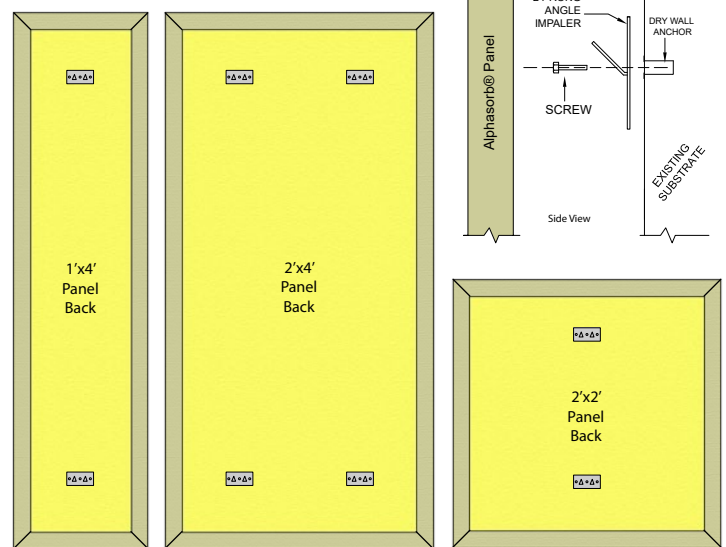 1'x4'
Panel
Back
2'x4'
Panel
Back
Alphasorb® Panel
ANGLE
IMPALER
SCREW
DRY WALL
ANCHOR
EXISTING
SUBSTRATE
Side View
2'x2'
Panel
Back